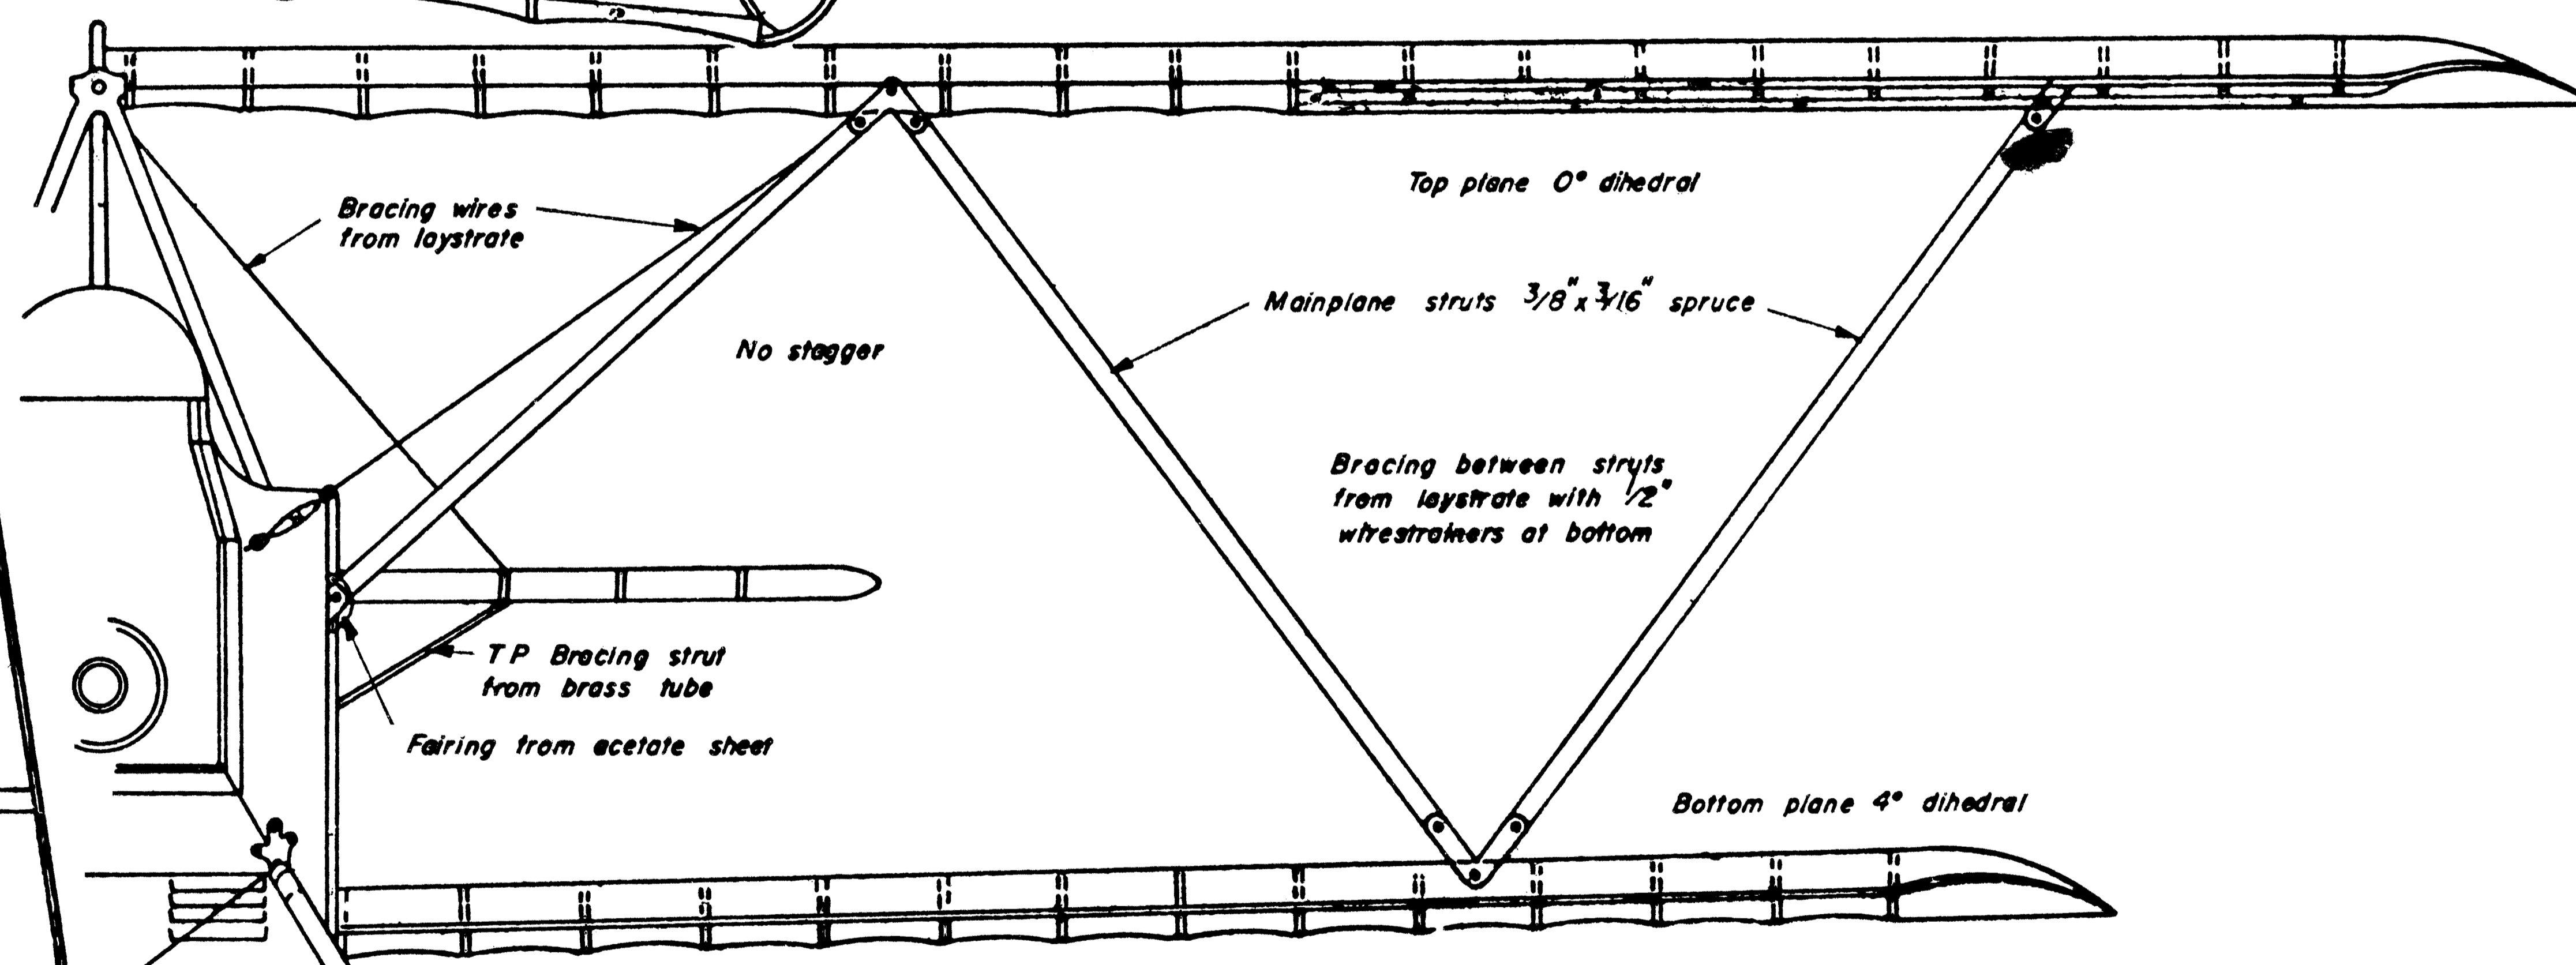 Top plane 0° dihedral
Bracing wires
from laystrate
Mainplane struts 3/8" x 3/16" spruce
No stagger
Bracing between struts
from laystrate with 1/2"
wirestrainers at bottom
T P Bracing strut
from brass tube
Fairing from acetate sheet
Bottom plane 4° dihedral